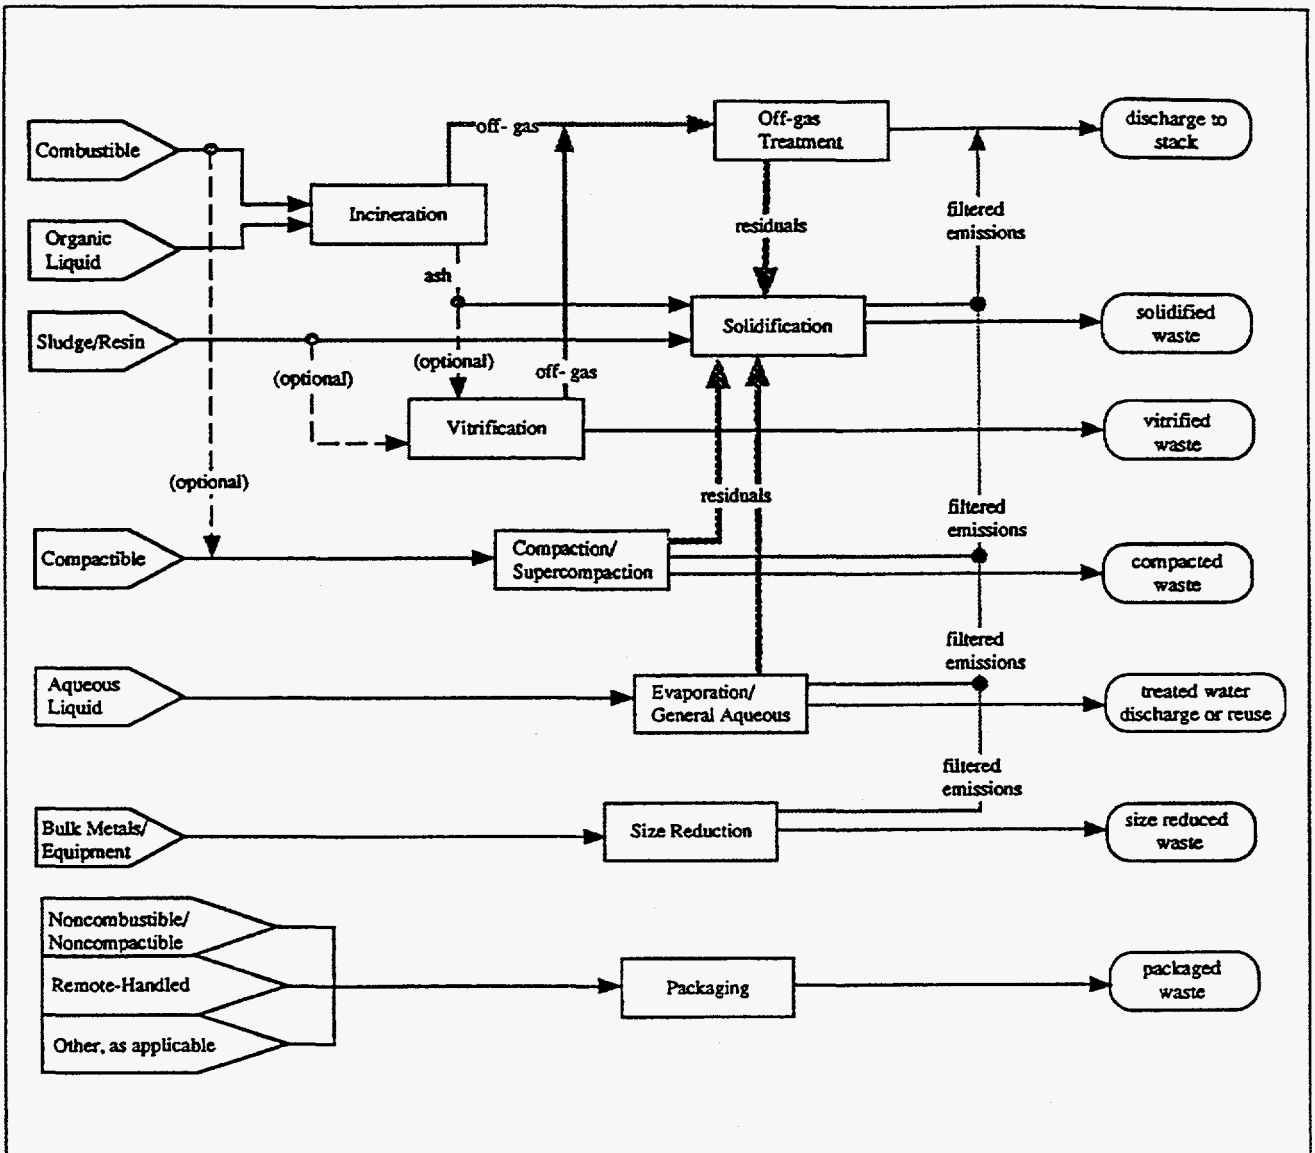 Combustible
Organic
Liquid
Sludge/Resin
Compactible
Aqueous
Liquid
Bulk Metals/
Equipment
Noncombustible/
Noncompactible
Remote-Handled
Other, as applicable
Incineration
off- gas
Off-gas
Treatment
discharge to
stack
residuals
filtered
emissions
ash
Solidification
solidified
waste
(optional)
(optional)
off- gas
Vitrification
vitrified
waste
(optional)
residuals
filtered
emissions
Compaction/
Supercompaction
compacted
waste
filtered
emissions
Evaporation/
General Aqueous
treated water
discharge or reuse
filtered
emissions
Size Reduction
size reduced
waste
Packaging
packaged
waste